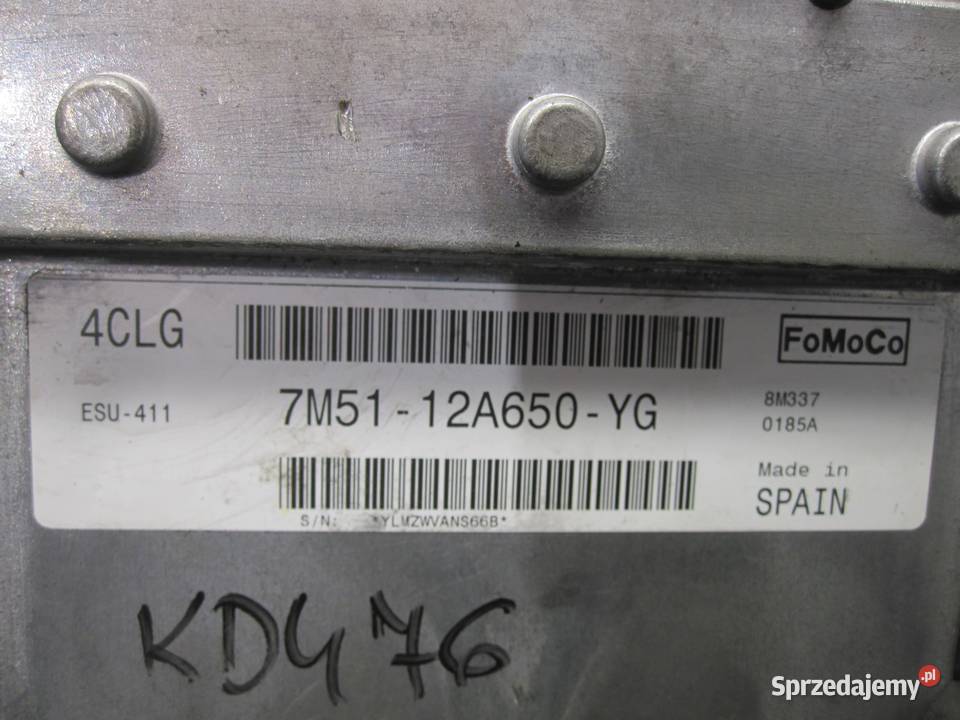 4CLG
FoMoCo
ESU-411
7M51-12A650-YG
8M337
0185A
Made in
SPAIN
S/N: *YLMZWVANS66B*
KD476
Sprzedajemy.pl